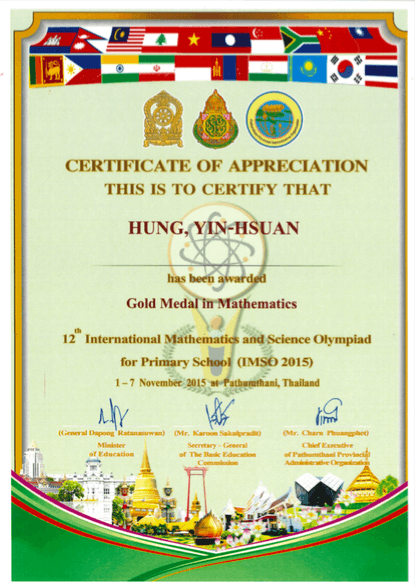 CERTIFICATE OF APPRECIATION
THIS IS TO CERTIFY THAT
HUNG, YIN-HSUAN
has been awarded
Gold Medal in Mathematics
12th International Mathematics and Science Olympiad
for Primary School (IMSO 2015)
1 - 7 November 2015 at Pathumthani, Thailand
(General Dapong Ratanasuwan)
Minister
of Education
(Mr. Karoon Sakulpradit)
Secretary - General
of The Basic Education
Commission
(Mr. Charn Phuangphet)
Chief Executive
of Pathumthani Provincial
Administrative Organization